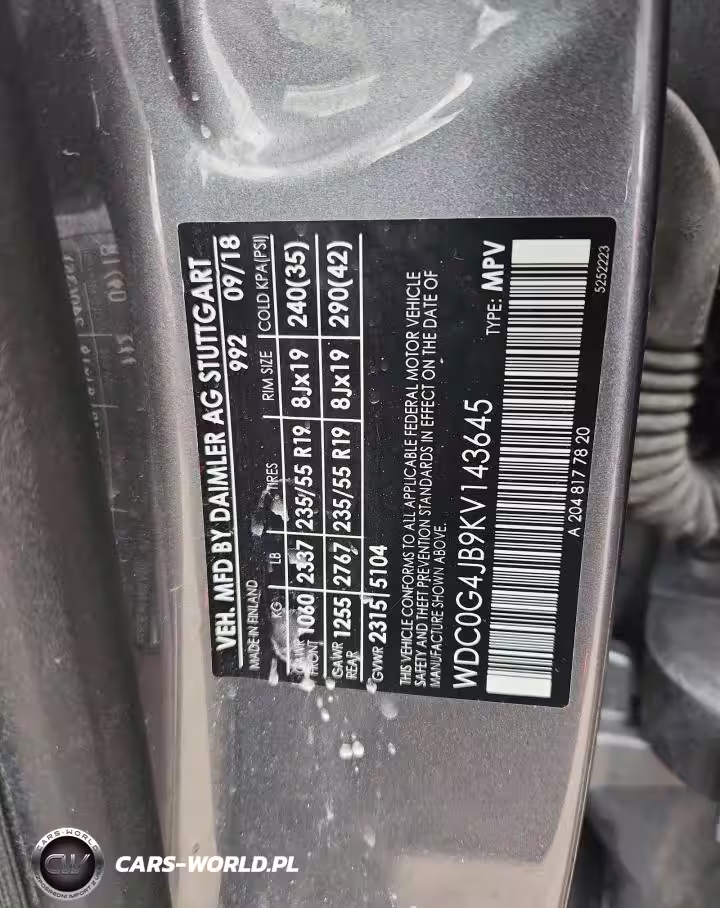 VEH. MFD BY DAIMLER AG STUTTGART
MADE IN FINLAND 992 09/18
KG LB TIRES RIM SIZE COLD KPA(PSI)
GAWR FRONT 1060 2337 235/55 R19 8Jx19 240(35)
GAWR REAR 1255 2767 235/55 R19 8Jx19 290(42)
GVWR 2315 5104
THIS VEHICLE CONFORMS TO ALL APPLICABLE FEDERAL MOTOR VEHICLE
SAFETY AND THEFT PREVENTION STANDARDS IN EFFECT ON THE DATE OF
MANUFACTURE SHOWN ABOVE.
WDC0G4JB9KV143645 TYPE: MPV
A 204 817 78 20 5252223
CARS-WORLD
CW
CARS-WORLD.PL